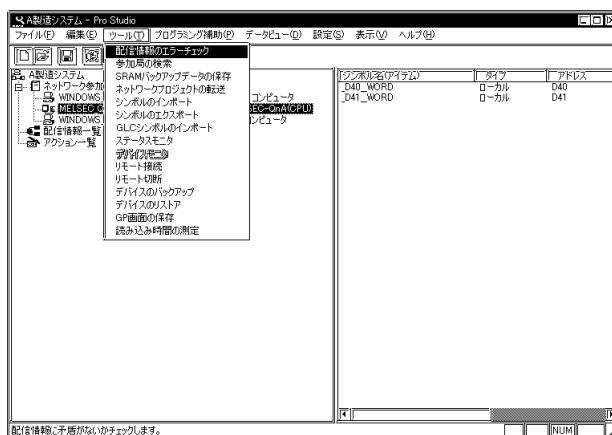 A製造システム - Pro Studio
ファイル(F) 編集(E) ツール(T) プログラミング補助(P) データビュー(D) 設定(S) 表示(V) ヘルプ(H)
配信情報のエラーチェック
参加局の検索
SRAMバックアップデータの保存
ネットワークプロジェクトの転送
シンボルのインポート
シンボルのエクスポート
GLCシンボルのインポート
ステータスモニタ
デバイスモニタ
リモート接続
リモート切断
デバイスのバックアップ
デバイスのリストア
GP画面の保存
読み込み時間の測定
A製造システム
ネットワーク参加
WINDOWS コンピュータ
MELSEC EC-QnA(CPU)
WINDOWS ピュータ
配信情報一覧
アクション一覧
シンボル名(アイテム) タイプ アドレス
_D40_WORD ローカル D40
_D41_WORD ローカル D41
配信情報に矛盾がないかチェックします。
NUM